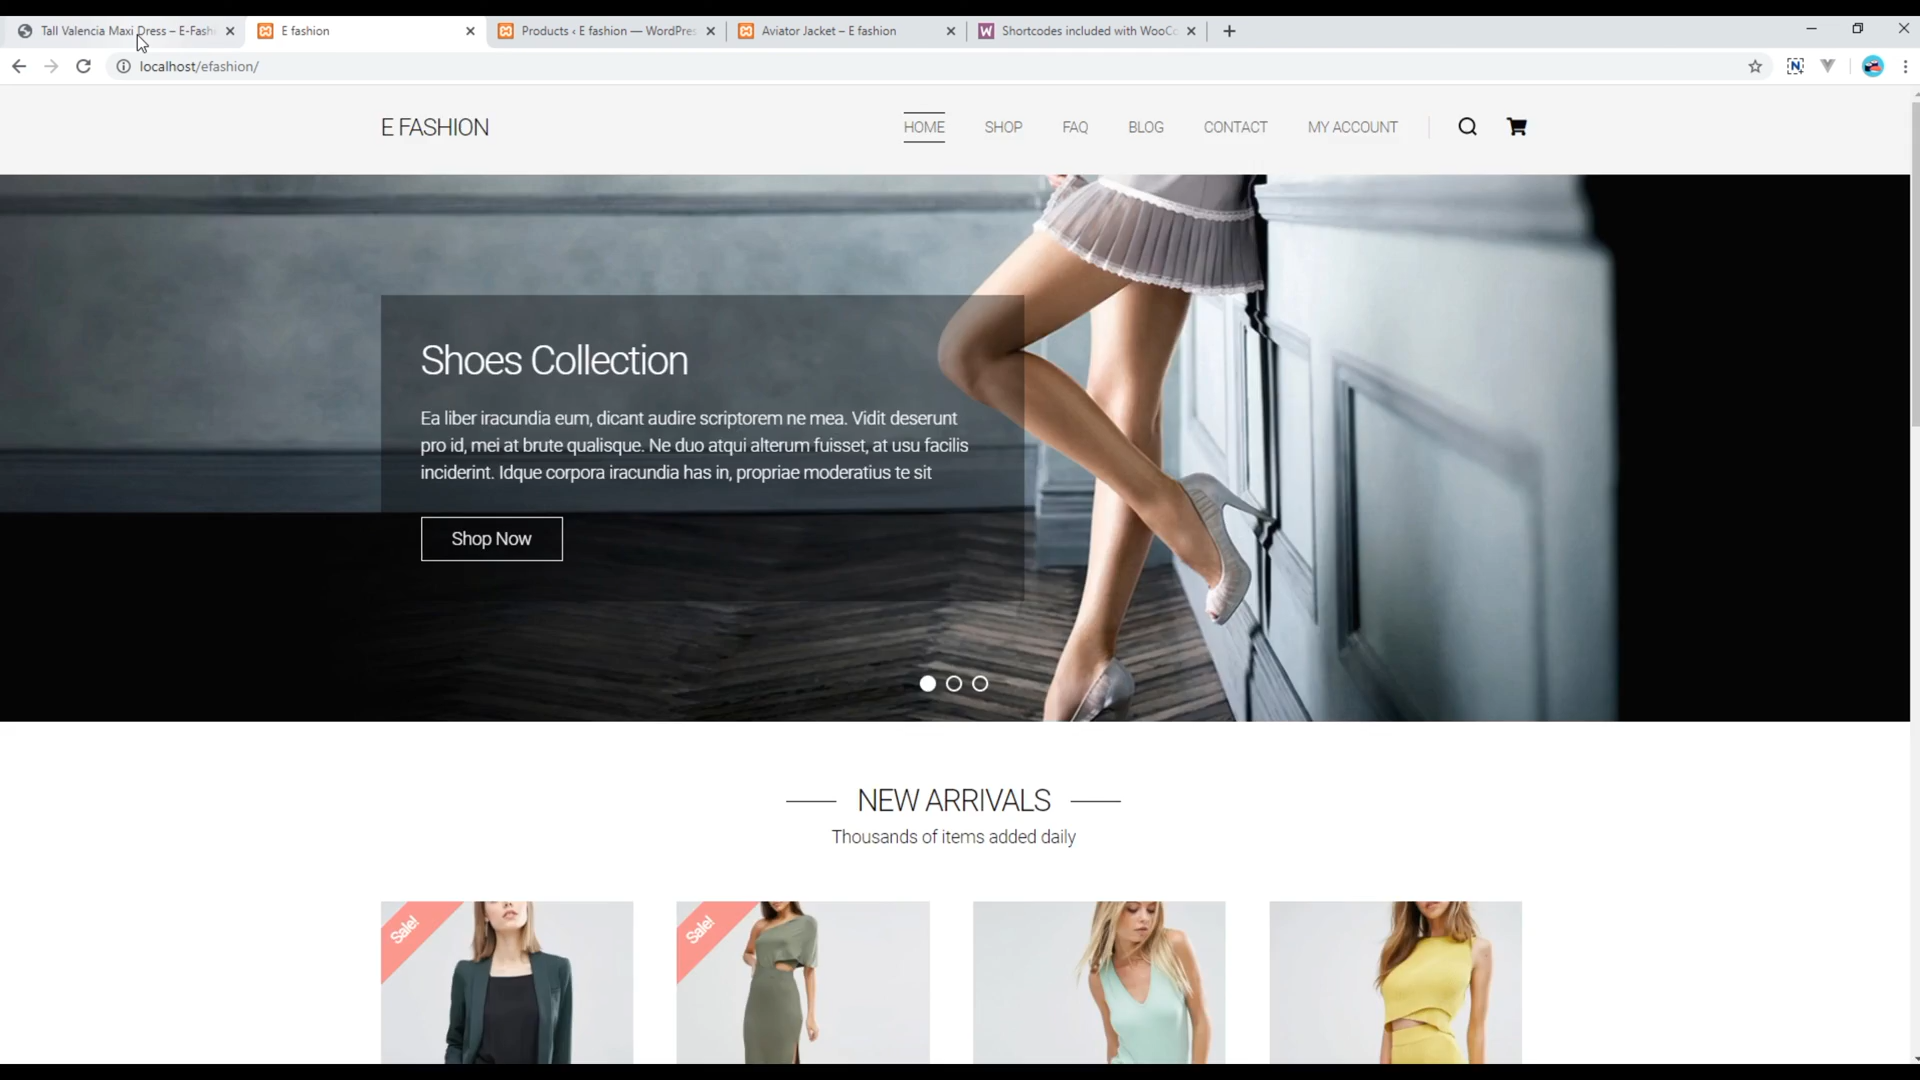 Tall Valencia Maxi Dress – E-Fash
E fashion
Products ‹ E fashion — WordPres
Aviator Jacket – E fashion
Shortcodes included with WooCo
localhost/efashion/
E FASHION
HOME
SHOP
FAQ
BLOG
CONTACT
MY ACCOUNT
Shoes Collection
Ea liber iracundia eum, dicant audire scriptorem ne mea. Vidit deserunt
pro id, mei at brute qualisque. Ne duo atqui alterum fuisset, at usu facilis
inciderint. Idque corpora iracundia has in, propriae moderatius te sit
Shop Now
NEW ARRIVALS
Thousands of items added daily
Sale!
Sale!